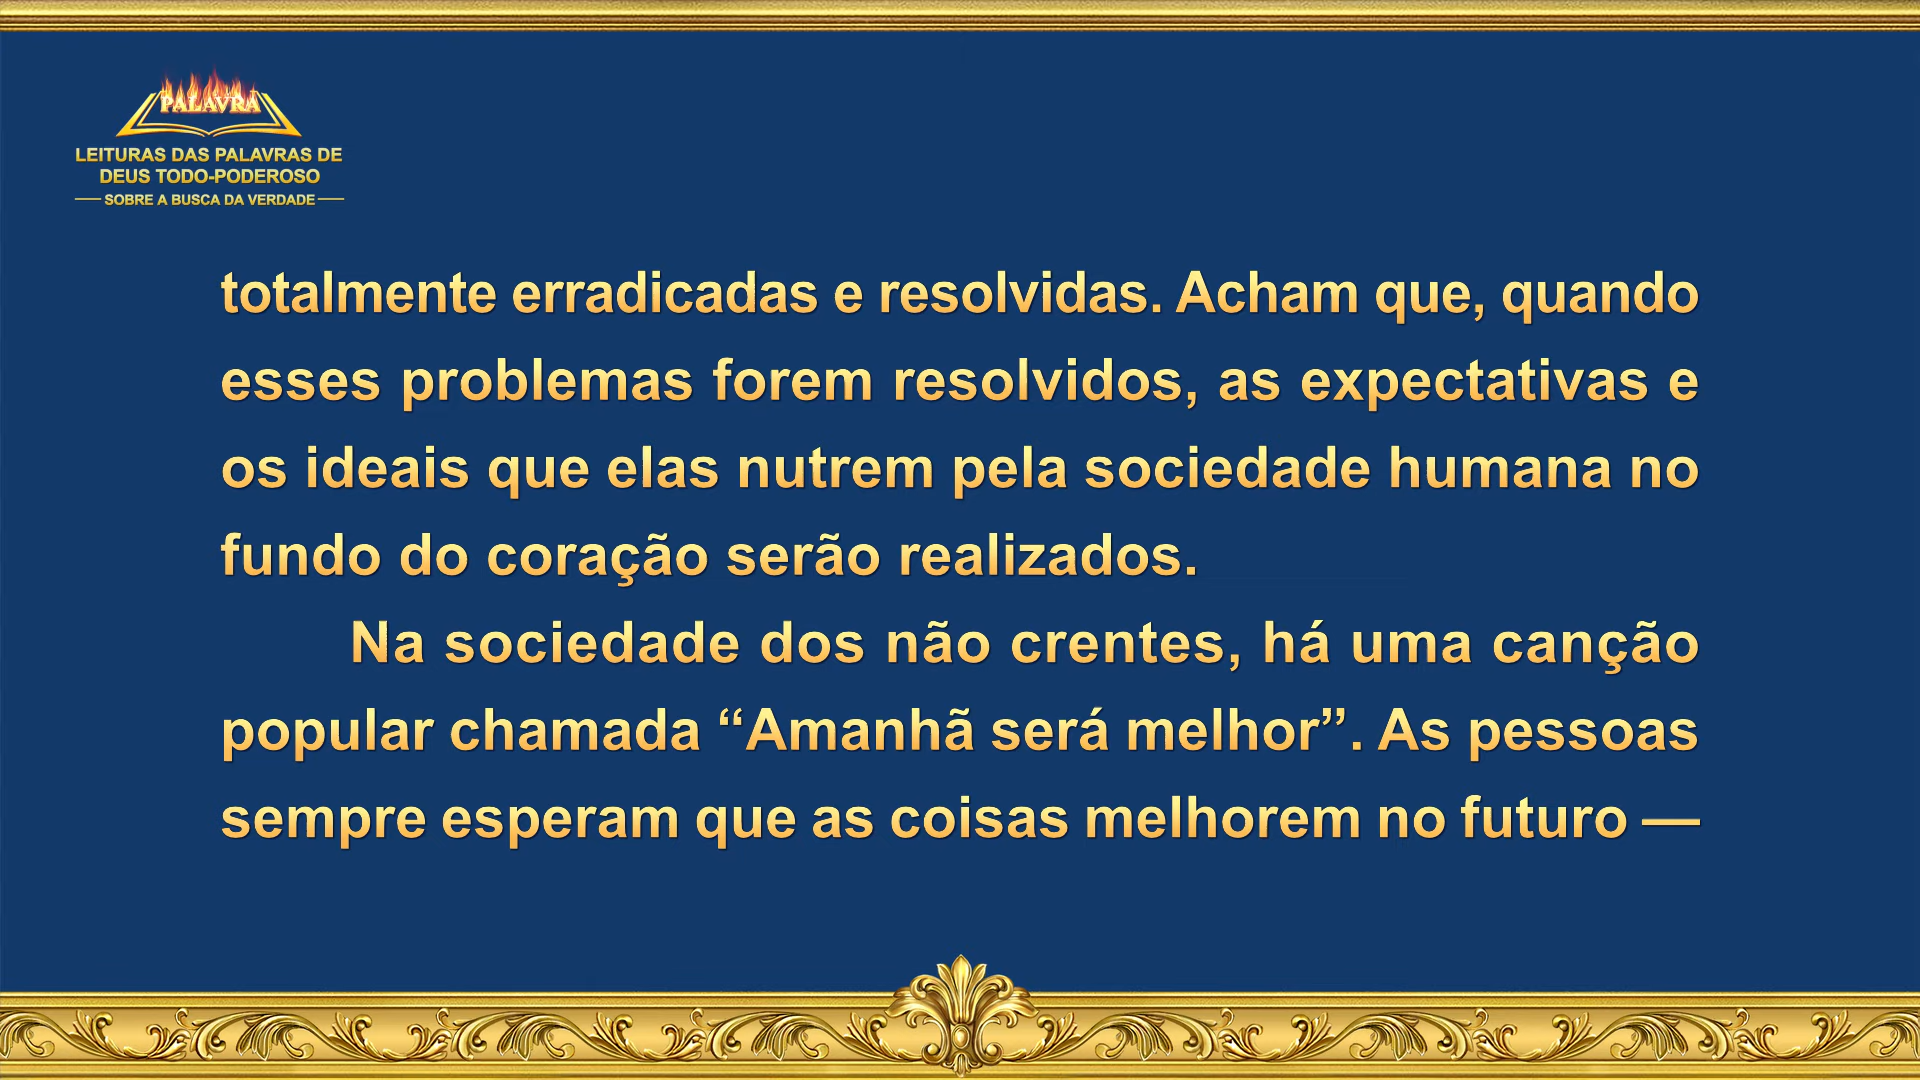 PALAVRA
LEITURAS DAS PALAVRAS DE
DEUS TODO-PODEROSO
SOBRE A BUSCA DA VERDADE
totalmente erradicadas e resolvidas. Acham que, quando
esses problemas forem resolvidos, as expectativas e
os ideais que elas nutrem pela sociedade humana no
fundo do coração serão realizados.
Na sociedade dos não crentes, há uma canção
popular chamada “Amanhã será melhor”. As pessoas
sempre esperam que as coisas melhorem no futuro —